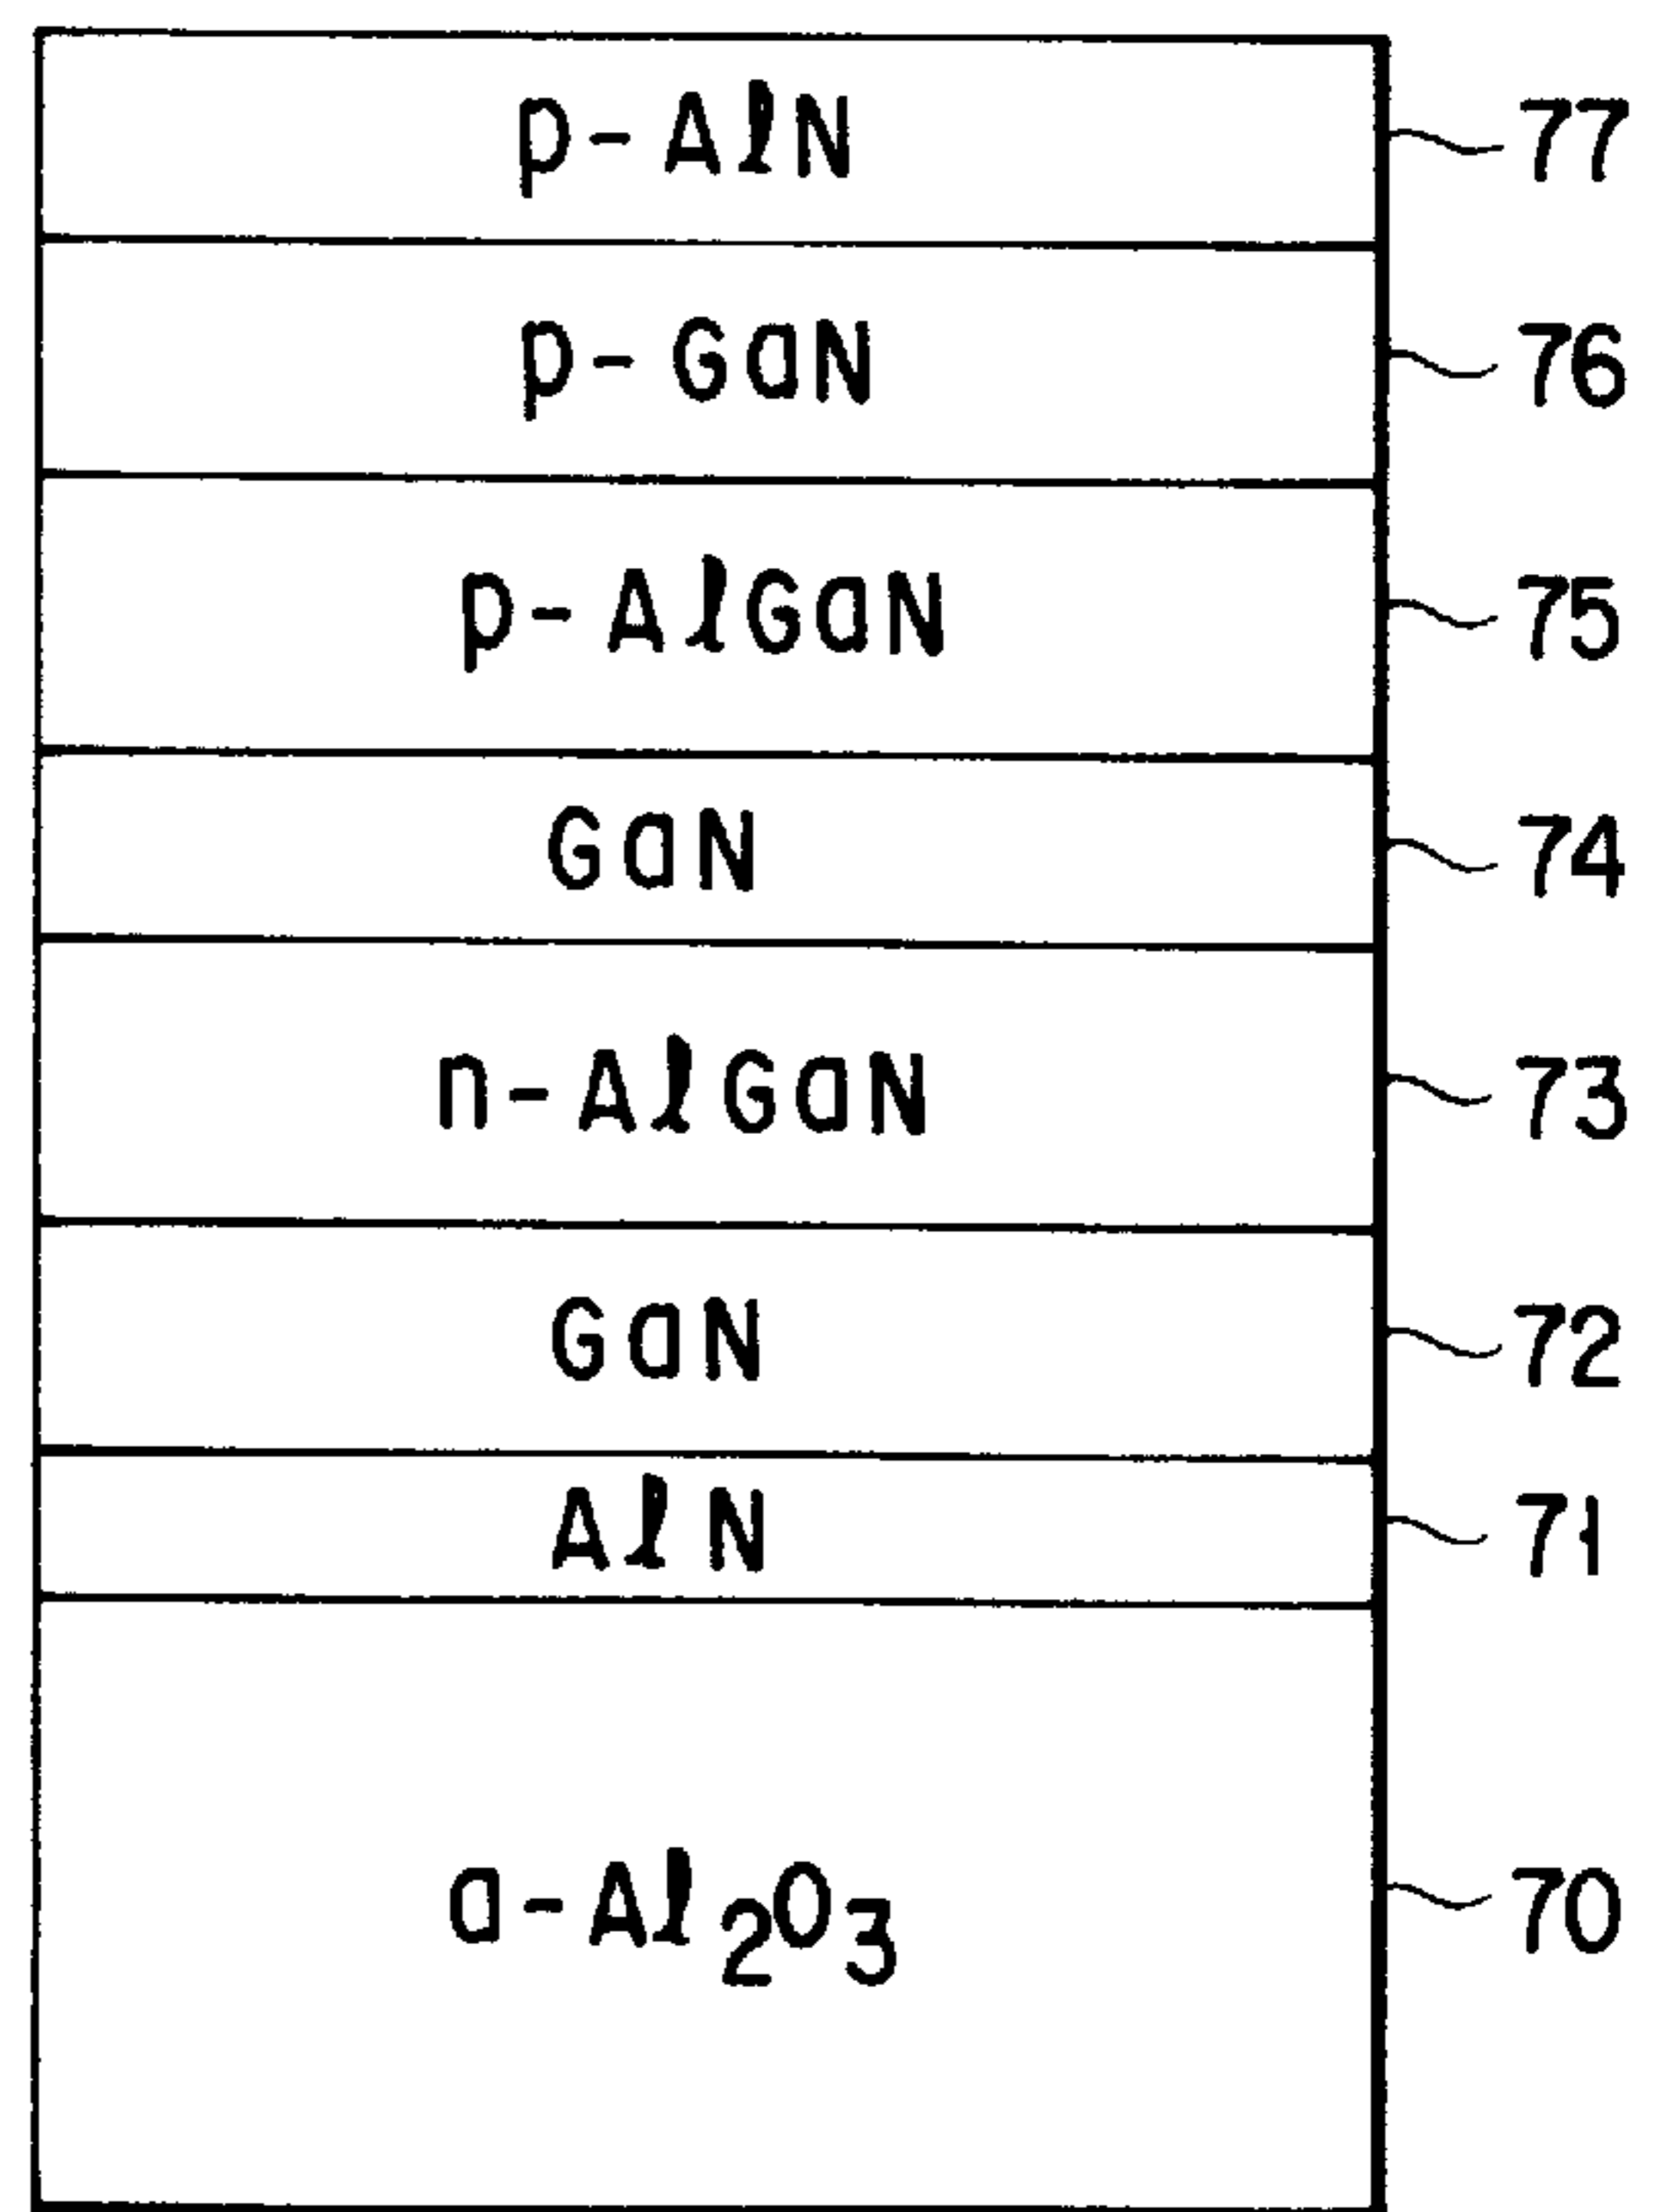 p-AlN 77
p-GaN 76
p-AlGaN 75
GaN 74
n-AlGaN 73
GaN 72
AlN 71
a-Al₂O₃ 70